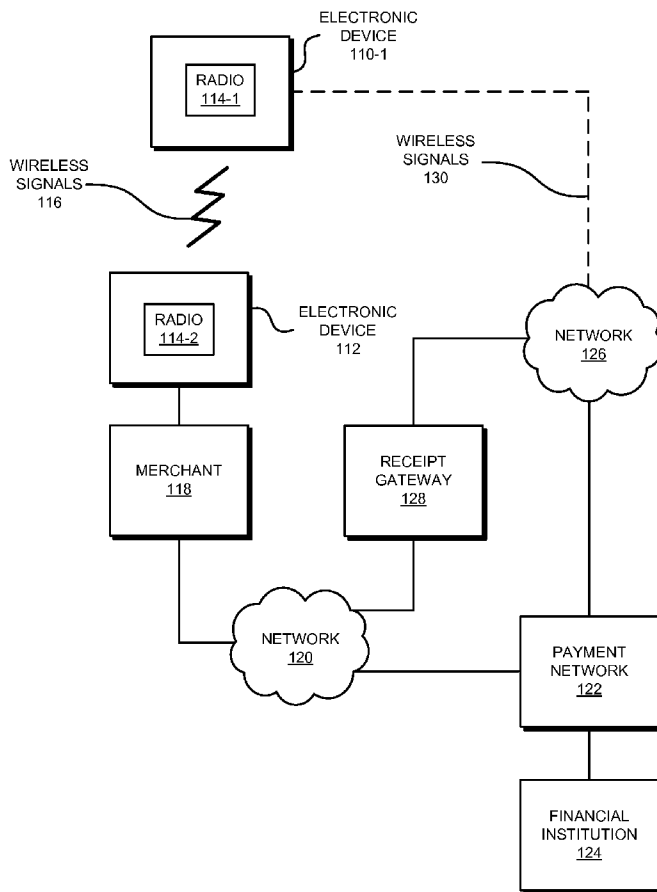 ELECTRONIC
DEVICE
110-1
RADIO
114-1
WIRELESS
SIGNALS
116
WIRELESS
SIGNALS
130
RADIO
114-2
ELECTRONIC
DEVICE
112
NETWORK
126
MERCHANT
118
RECEIPT
GATEWAY
128
NETWORK
120
PAYMENT
NETWORK
122
FINANCIAL
INSTITUTION
124